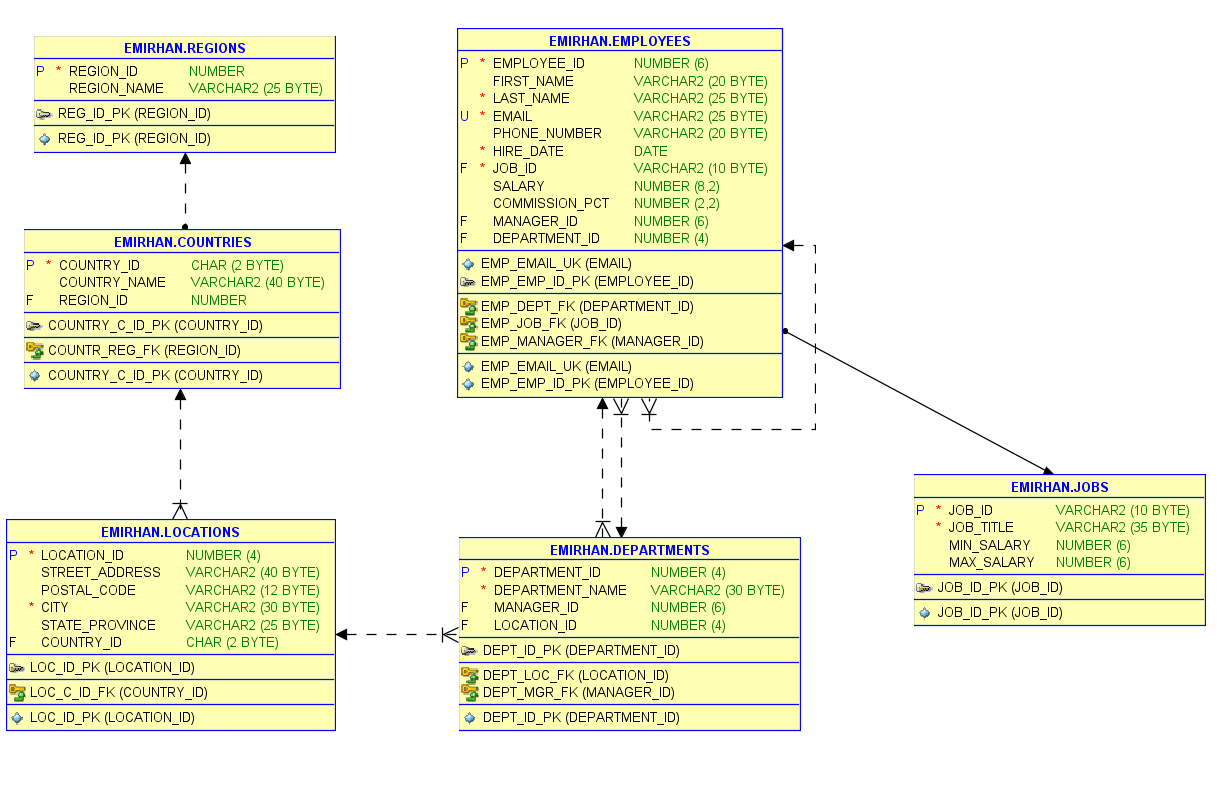 EMIRHAN.REGIONS
P * REGION_ID NUMBER
REGION_NAME VARCHAR2 (25 BYTE)
REG_ID_PK (REGION_ID)
REG_ID_PK (REGION_ID)
EMIRHAN.COUNTRIES
P * COUNTRY_ID CHAR (2 BYTE)
COUNTRY_NAME VARCHAR2 (40 BYTE)
F REGION_ID NUMBER
COUNTRY_C_ID_PK (COUNTRY_ID)
COUNTR_REG_FK (REGION_ID)
COUNTRY_C_ID_PK (COUNTRY_ID)
EMIRHAN.LOCATIONS
P * LOCATION_ID NUMBER (4)
STREET_ADDRESS VARCHAR2 (40 BYTE)
POSTAL_CODE VARCHAR2 (12 BYTE)
* CITY VARCHAR2 (30 BYTE)
STATE_PROVINCE VARCHAR2 (25 BYTE)
F COUNTRY_ID CHAR (2 BYTE)
LOC_ID_PK (LOCATION_ID)
LOC_C_ID_FK (COUNTRY_ID)
LOC_ID_PK (LOCATION_ID)
EMIRHAN.EMPLOYEES
P * EMPLOYEE_ID NUMBER (6)
FIRST_NAME VARCHAR2 (20 BYTE)
* LAST_NAME VARCHAR2 (25 BYTE)
U * EMAIL VARCHAR2 (25 BYTE)
PHONE_NUMBER VARCHAR2 (20 BYTE)
* HIRE_DATE DATE
F * JOB_ID VARCHAR2 (10 BYTE)
SALARY NUMBER (8,2)
COMMISSION_PCT NUMBER (2,2)
F MANAGER_ID NUMBER (6)
F DEPARTMENT_ID NUMBER (4)
EMP_EMAIL_UK (EMAIL)
EMP_EMP_ID_PK (EMPLOYEE_ID)
EMP_DEPT_FK (DEPARTMENT_ID)
EMP_JOB_FK (JOB_ID)
EMP_MANAGER_FK (MANAGER_ID)
EMP_EMAIL_UK (EMAIL)
EMP_EMP_ID_PK (EMPLOYEE_ID)
EMIRHAN.DEPARTMENTS
P * DEPARTMENT_ID NUMBER (4)
* DEPARTMENT_NAME VARCHAR2 (30 BYTE)
F MANAGER_ID NUMBER (6)
F LOCATION_ID NUMBER (4)
DEPT_ID_PK (DEPARTMENT_ID)
DEPT_LOC_FK (LOCATION_ID)
DEPT_MGR_FK (MANAGER_ID)
DEPT_ID_PK (DEPARTMENT_ID)
EMIRHAN.JOBS
P * JOB_ID VARCHAR2 (10 BYTE)
* JOB_TITLE VARCHAR2 (35 BYTE)
MIN_SALARY NUMBER (6)
MAX_SALARY NUMBER (6)
JOB_ID_PK (JOB_ID)
JOB_ID_PK (JOB_ID)